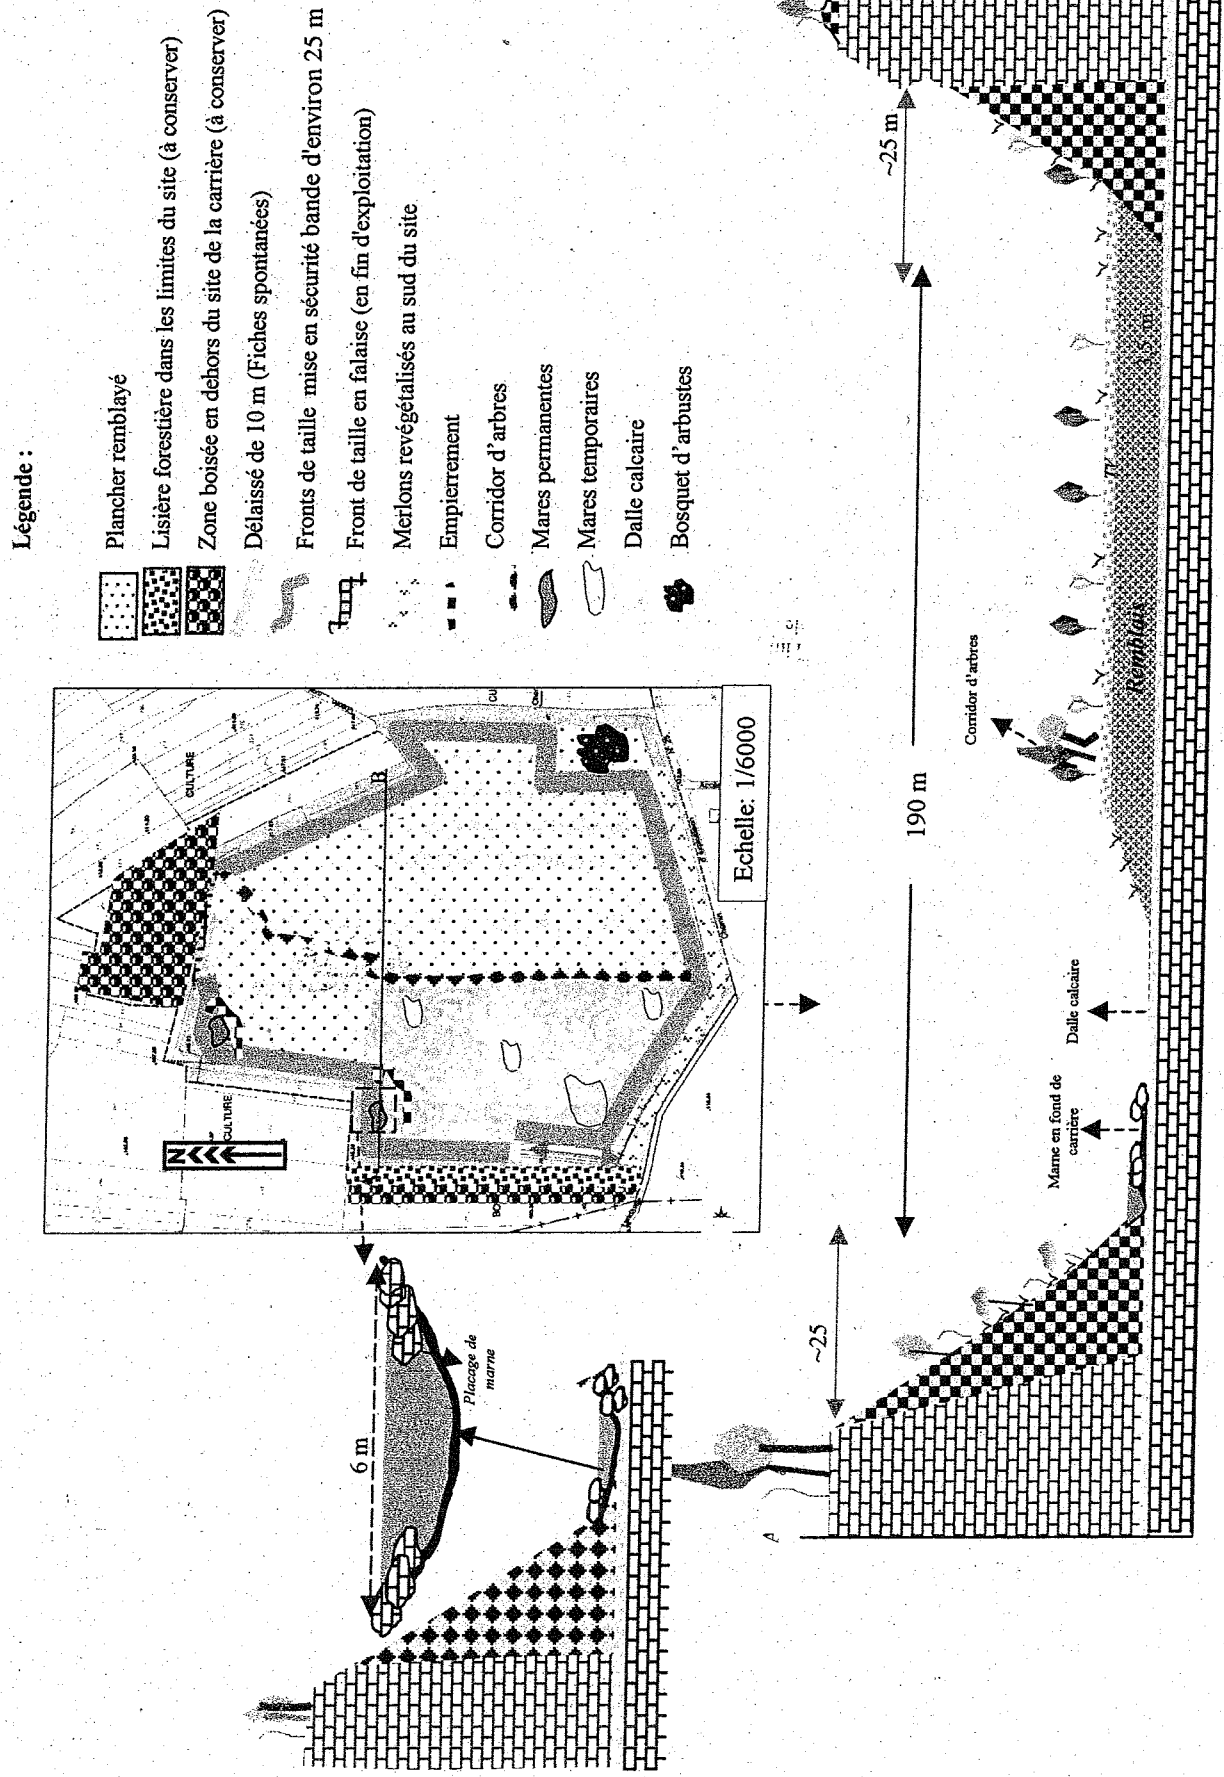 Légende :
Plancher remblayé
Lisière forestière dans les limites du site (à conserver)
Zone boisée en dehors du site de la carrière (à conserver)
Délaissé de 10 m (Fiches spontanées)
Fronts de taille mise en sécurité bande d'environ 25 m
Front de taille en falaise (en fin d'exploitation)
Merlons revégétalisés au sud du site
Empierrement
Corridor d'arbres
Mares permanentes
Mares temporaires
Dalle calcaire
Bosquet d'arbustes
CULTURE
CULTURE
N
B
Echelle: 1/6000
6 m
Placage de
marne
A
~25
190 m
~25 m
Marne en fond de
carrière
Dalle calcaire
Corridor d'arbres
Remblais
TV